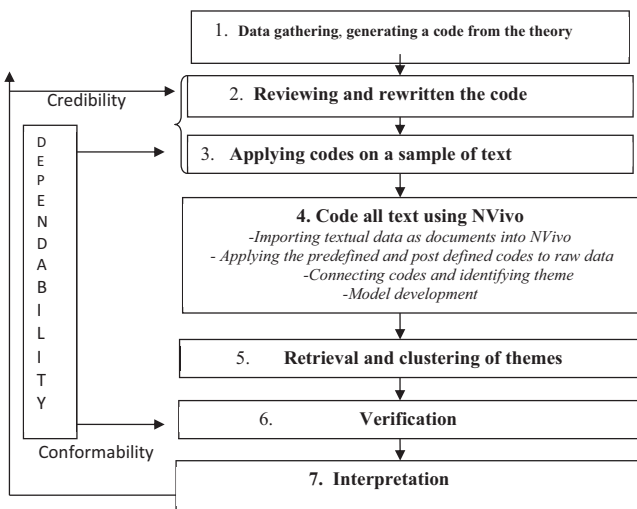 1. Data gathering, generating a code from the theory
Credibility
2. Reviewing and rewritten the code
3. Applying codes on a sample of text
DEPENDABILITY
4. Code all text using NVivo
-Importing textual data as documents into NVivo
- Applying the predefined and post defined codes to raw data
-Connecting codes and identifying theme
-Model development
5. Retrieval and clustering of themes
6. Verification
Conformability
7. Interpretation